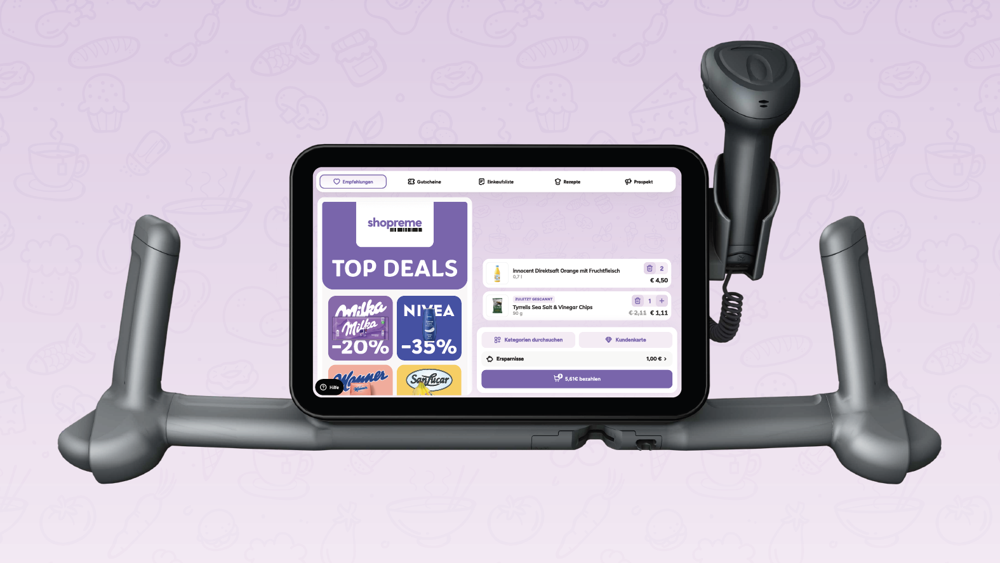 Empfehlungen
Gutscheine
Einkaufsliste
Rezepte
Prospekt
shopreme
TOP DEALS
Milka
Milka
-20%
NIVEA
-35%
Manner
Manner
SanLucar
Hilfe
innocent Direktsaft Orange mit Fruchtfleisch
0,7 l
2
€ 4,50
ZULETZT GESCANNT
Tyrrells Sea Salt & Vinegar Chips
90 g
1 +
€ 2,11 € 1,11
Kategorien durchsuchen
Kundenkarte
Ersparnisse
1,00 € >
5,61€ bezahlen